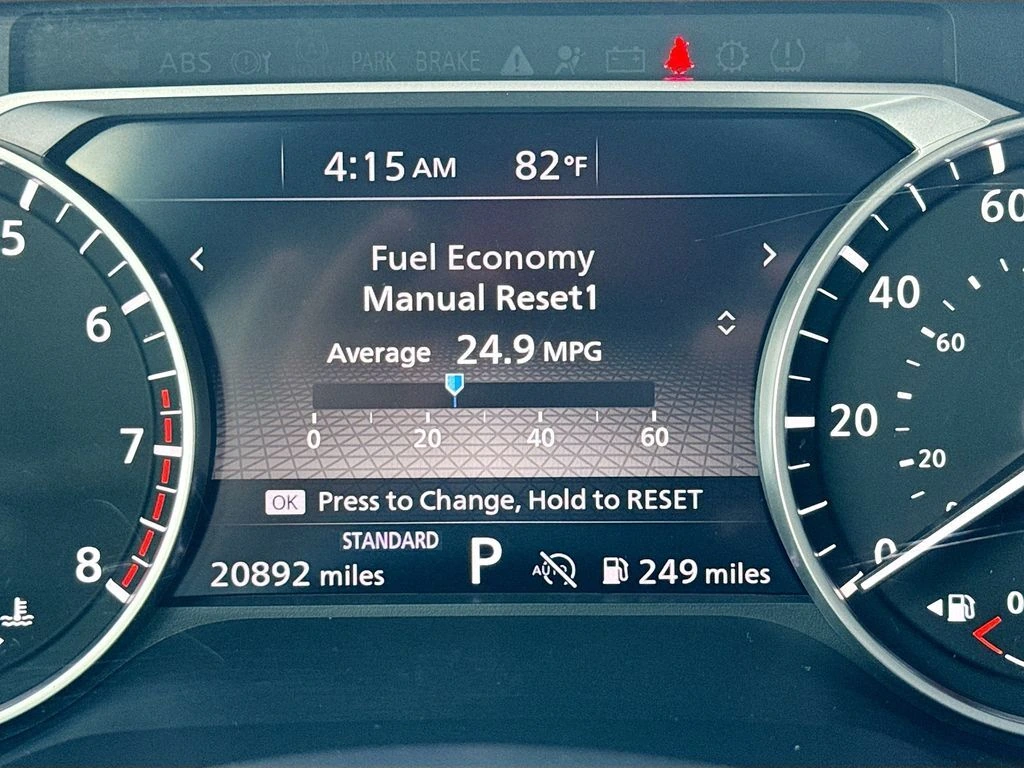 ABS PARK BRAKE
4:15 AM 82°F
Fuel Economy
Manual Reset1
Average 24.9 MPG
0 20 40 60
OK Press to Change, Hold to RESET
STANDARD
20892 miles P AUTO 249 miles
5
6
7
8
60
40
60
20
20
0
0
0